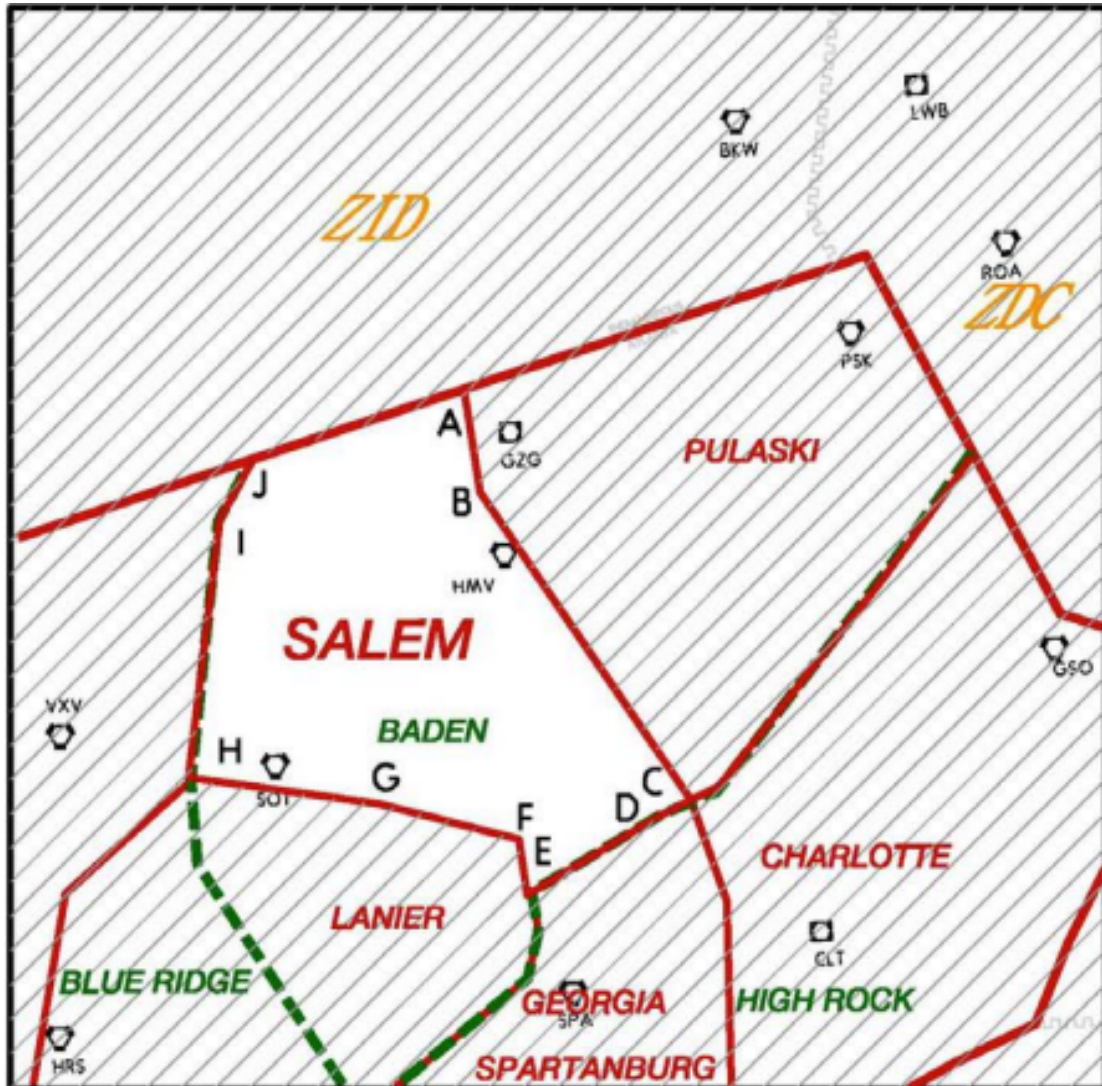 LWB
BKW
ZID
ROA
ZDC
PSK
A
GZG
PULASKI
J
B
I
HMV
SALEM
GSO
VXV
BADEN
H
SOT
G
C
D
F
E
CHARLOTTE
LANIER
CLT
BLUE RIDGE
GEORGIA
HIGH ROCK
SPA
HRS
SPARTANBURG